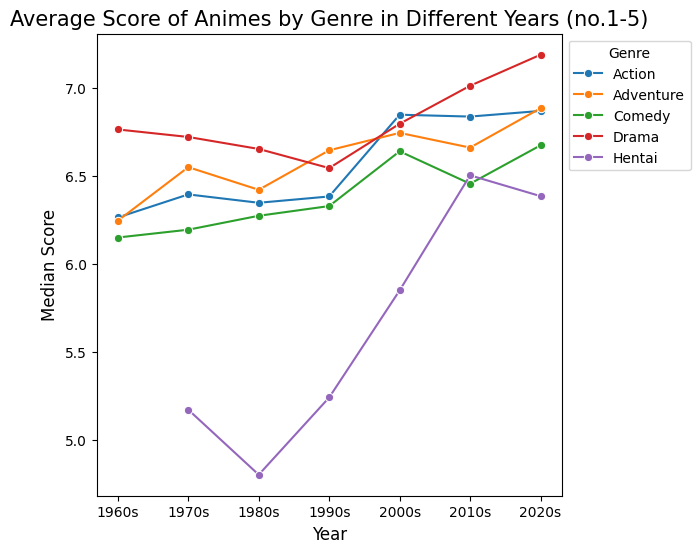 Average Score of Animes by Genre in Different Years (no.1-5)
Genre
Action
Adventure
Comedy
Drama
Hentai
Median Score
7.0
6.5
6.0
5.5
5.0
1960s 1970s 1980s 1990s 2000s 2010s 2020s
Year